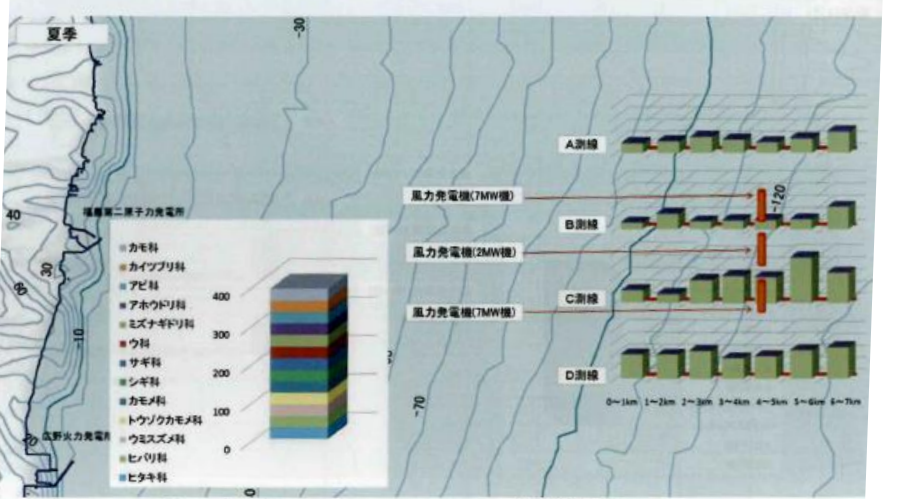 夏季
-30
40
30
-10
-70
-120
0
福島第二原子力発電所
広野火力発電所
カモ科
カイツブリ科
アビ科
アホウドリ科
ミズナギドリ科
ウ科
サギ科
シギ科
カモメ科
トウゾクカモメ科
ウミスズメ科
ヒバリ科
ヒタキ科
400
300
200
100
0
A測線
風力発電機(7MW機)
B測線
風力発電機(2MW機)
C測線
風力発電機(7MW機)
D測線
0~1km 1~2km 2~3km 3~4km 4~5km 5~6km 6~7km